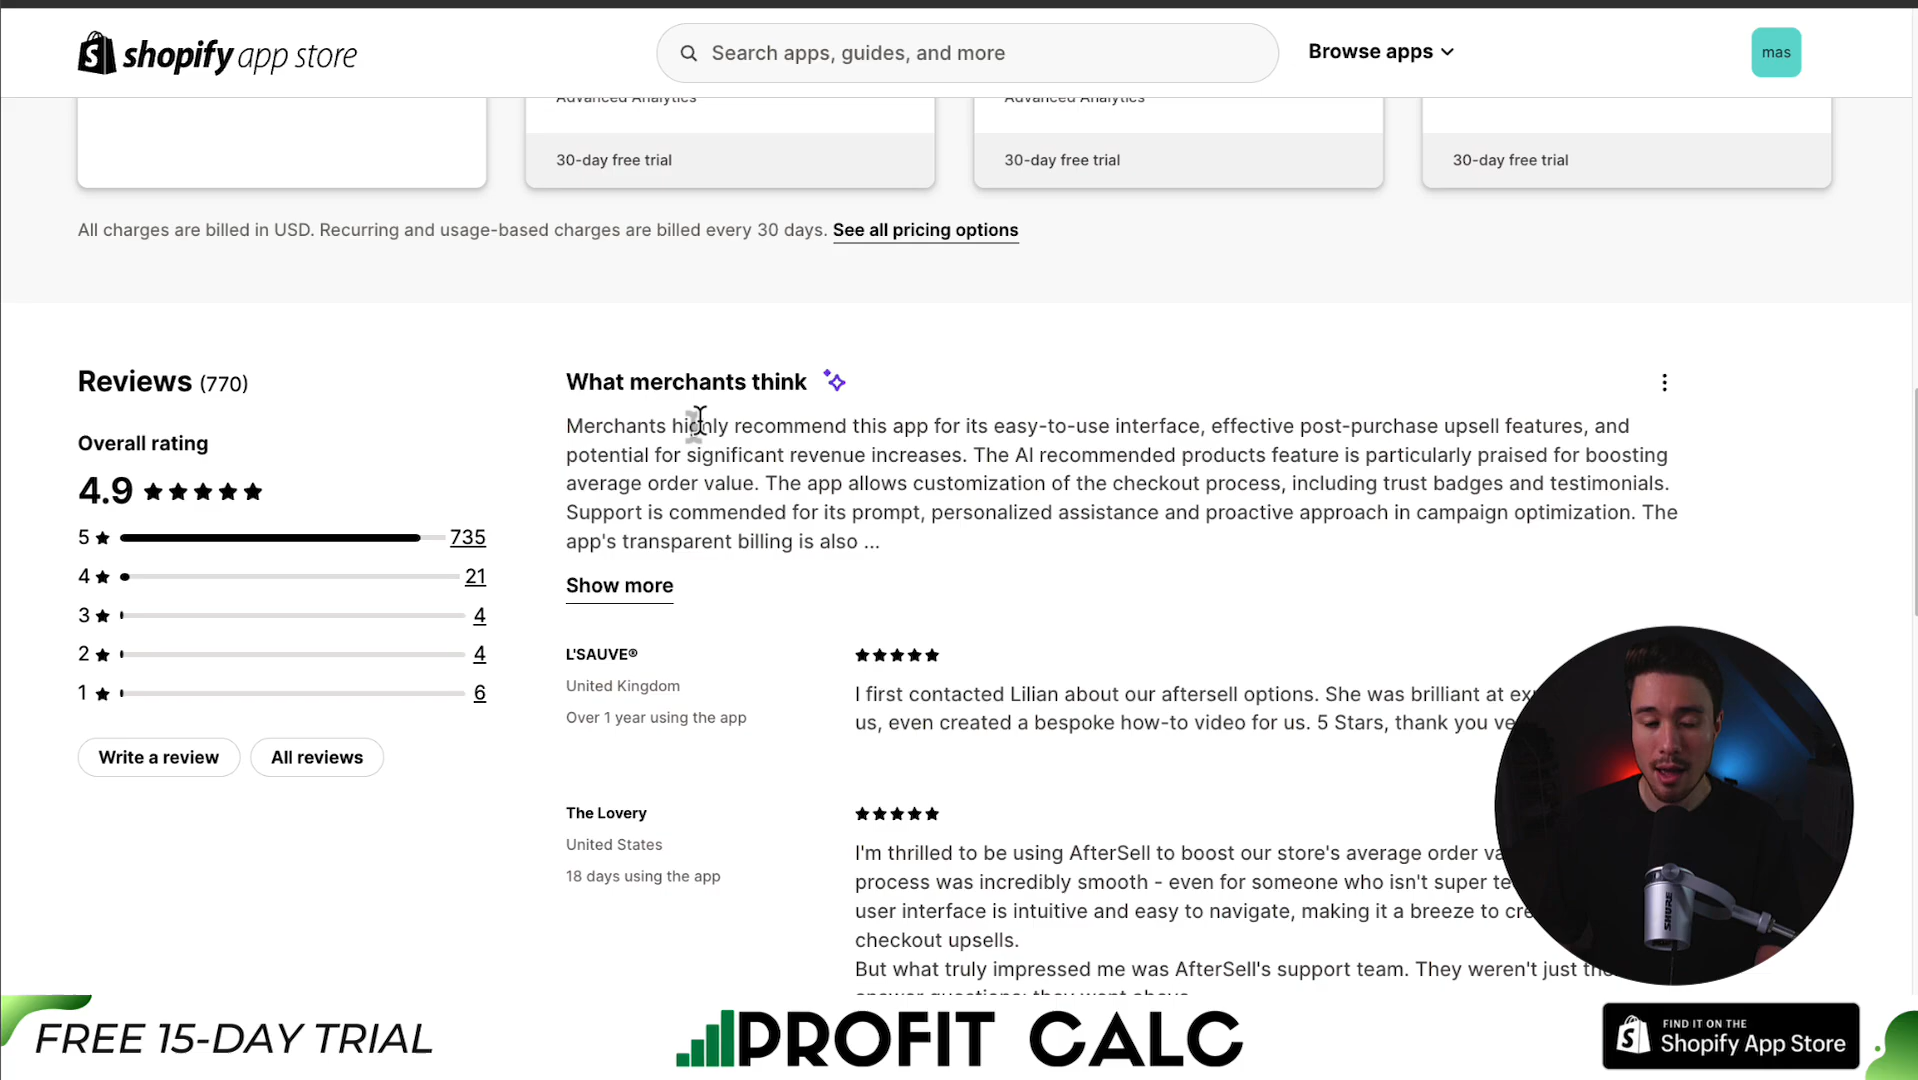 shopify app store
Search apps, guides, and more
Browse apps
mas
Advanced Analytics
Advanced Analytics
30-day free trial
30-day free trial
30-day free trial
All charges are billed in USD. Recurring and usage-based charges are billed every 30 days. See all pricing options
Reviews (770)
Overall rating
4.9
5 735
4 21
3 4
2 4
1 6
Write a review
All reviews
What merchants think
Merchants highly recommend this app for its easy-to-use interface, effective post-purchase upsell features, and
potential for significant revenue increases. The AI recommended products feature is particularly praised for boosting
average order value. The app allows customization of the checkout process, including trust badges and testimonials.
Support is commended for its prompt, personalized assistance and proactive approach in campaign optimization. The
app's transparent billing is also ...
Show more
L'SAUVE®
United Kingdom
Over 1 year using the app
I first contacted Lilian about our aftersell options. She was brilliant at
us, even created a bespoke how-to video for us. 5 Stars, thank you
The Lovery
United States
18 days using the app
I'm thrilled to be using AfterSell to boost our store's average order
process was incredibly smooth - even for someone who isn't super
user interface is intuitive and easy to navigate, making it a breeze to
checkout upsells.
But what truly impressed me was AfterSell's support team. They weren't just
answer questions; they went above
SHURE
FREE 15-DAY TRIAL
PROFIT CALC
FIND IT ON THE
Shopify App Store